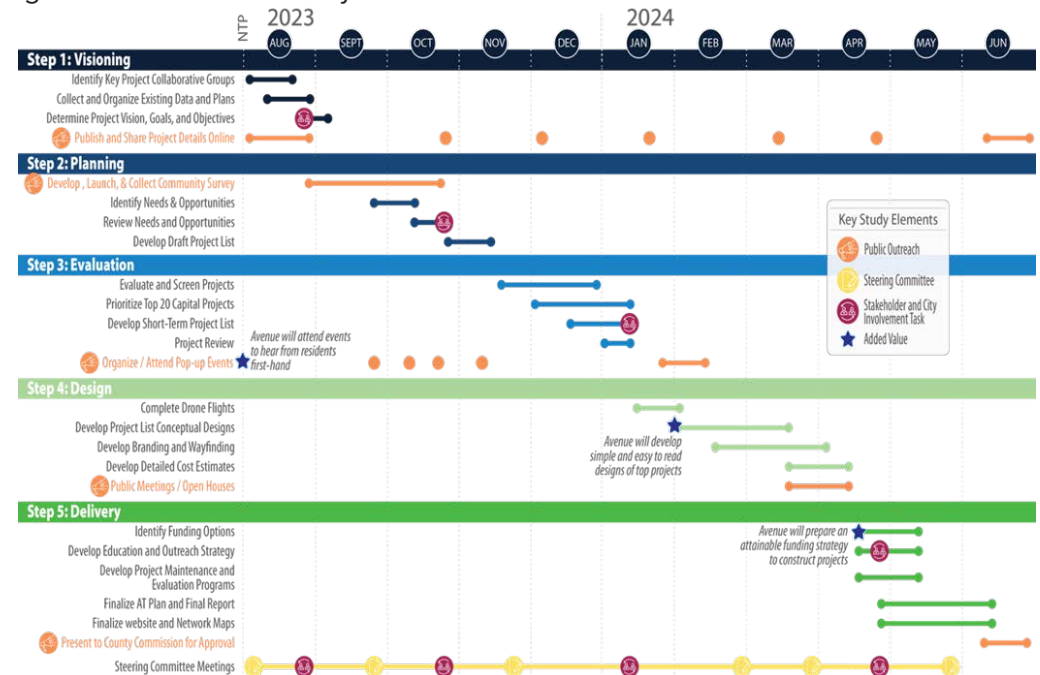 2023
2024
NTP
AUG
SEPT
OCT
NOV
DEC
JAN
FEB
MAR
APR
MAY
JUN
Step 1: Visioning
Identify Key Project Collaborative Groups
Collect and Organize Existing Data and Plans
Determine Project Vision, Goals, and Objectives
Publish and Share Project Details Online
Step 2: Planning
Develop , Launch, & Collect Community Survey
Identify Needs & Opportunities
Review Needs and Opportunities
Develop Draft Project List
Key Study Elements
Public Outreach
Steering Committee
Stakeholder and City
Involvement Task
Added Value
Step 3: Evaluation
Evaluate and Screen Projects
Prioritize Top 20 Capital Projects
Develop Short-Term Project List
Project Review
Organize / Attend Pop-up Events
Avenue will attend events
to hear from residents
first-hand
Step 4: Design
Complete Drone Flights
Develop Project List Conceptual Designs
Develop Branding and Wayfinding
Develop Detailed Cost Estimates
Public Meetings / Open Houses
Avenue will develop
simple and easy to read
designs of top projects
Step 5: Delivery
Identify Funding Options
Develop Education and Outreach Strategy
Develop Project Maintenance and
Evaluation Programs
Finalize AT Plan and Final Report
Finalize website and Network Maps
Present to County Commission for Approval
Steering Committee Meetings
Avenue will prepare an
attainable funding strategy
to construct projects